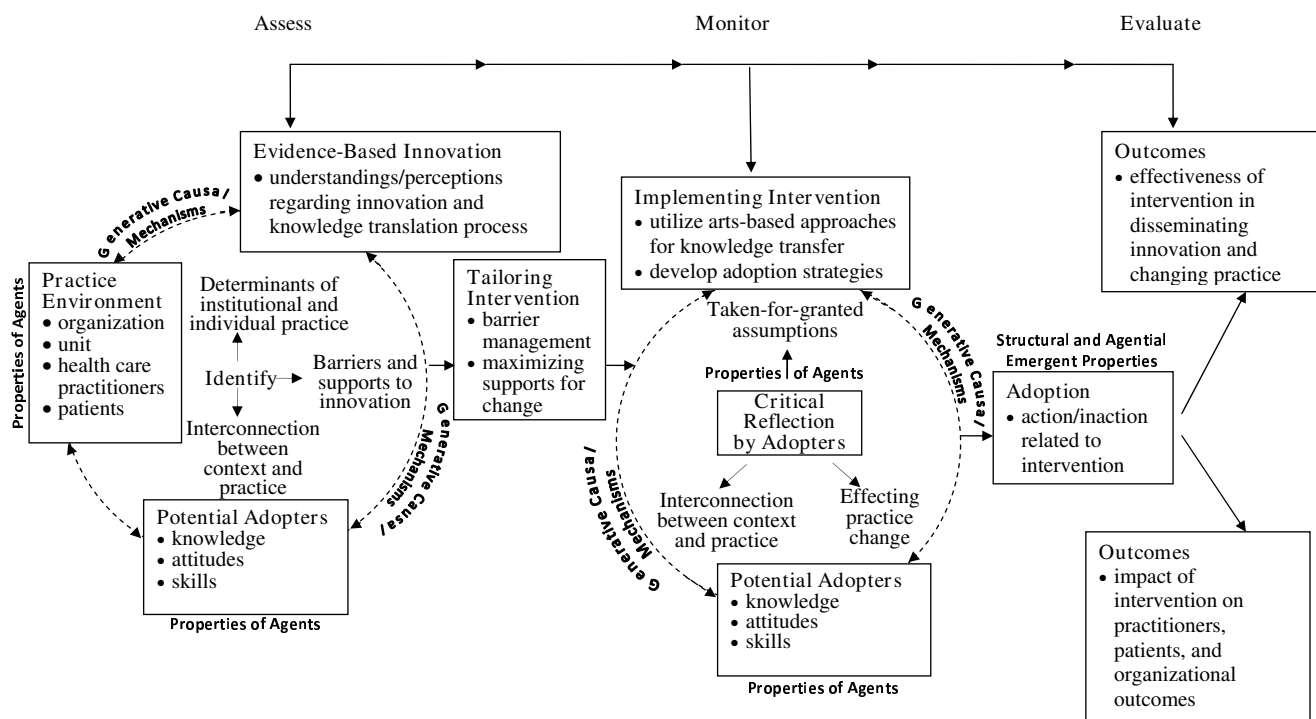 Assess
Monitor
Evaluate
Evidence-Based Innovation
• understandings/perceptions
regarding innovation and
knowledge translation process
Generative Causal
Mechanisms
Properties of Agents
Practice
Environment
• organization
• unit
• health care
practitioners
• patients
Determinants of
institutional and
individual practice
Identify
Barriers and
supports to
innovation
Interconnection
between
context and
practice
Generative Causal
Mechanisms
Potential Adopters
• knowledge
• attitudes
• skills
Properties of Agents
Tailoring
Intervention
• barrier
management
• maximizing
supports for
change
Implementing Intervention
• utilize arts-based approaches
for knowledge transfer
• develop adoption strategies
Taken-for-granted
assumptions
Properties of Agents
Critical
Reflection
by Adopters
Interconnection
between context
and practice
Effecting
practice
change
Generative Causal
Mechanisms
Generative Causal
Mechanisms
Potential Adopters
• knowledge
• attitudes
• skills
Properties of Agents
Structural and Agential
Emergent Properties
Adoption
• action/inaction
related to
intervention
Outcomes
• effectiveness of
intervention in
disseminating
innovation and
changing practice
Outcomes
• impact of
intervention on
practitioners,
patients, and
organizational
outcomes